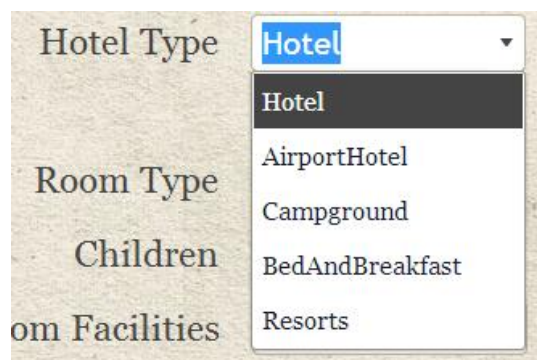 Hotel Type Hotel
Hotel
AirportHotel
Room Type
Campground
Children
BedAndBreakfast
om Facilities
Resorts